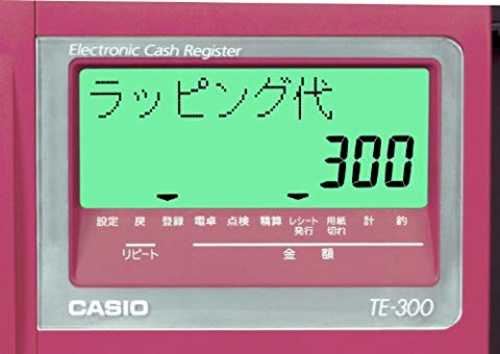 Electronic Cash Register
ラッピング代
300
設定 戻 登録 電卓 点検 精算 レシート発行 用紙切れ 計 釣
リピート 金額
CASIO TE-300